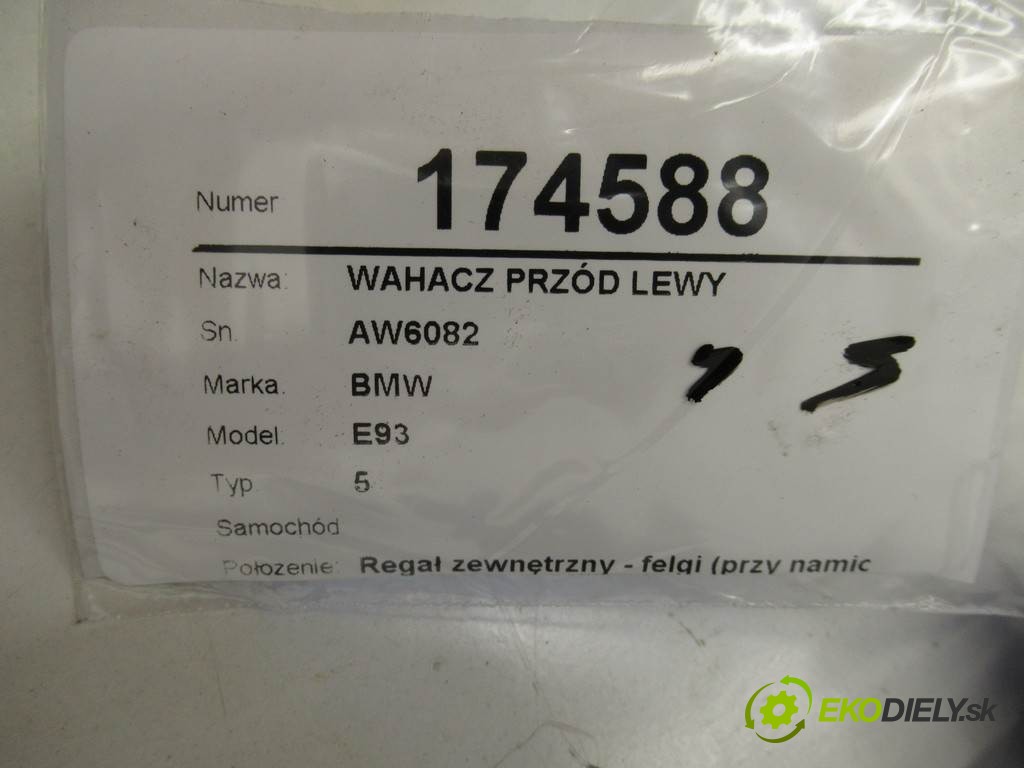 Numer 174588
Nazwa: WAHACZ PRZÓD LEWY
Sn. AW6082
Marka: BMW
Model: E93
Typ 5
Samochód
Położenie: Regał zewnętrzny - felgi (przy namic
EKODIELY.sk